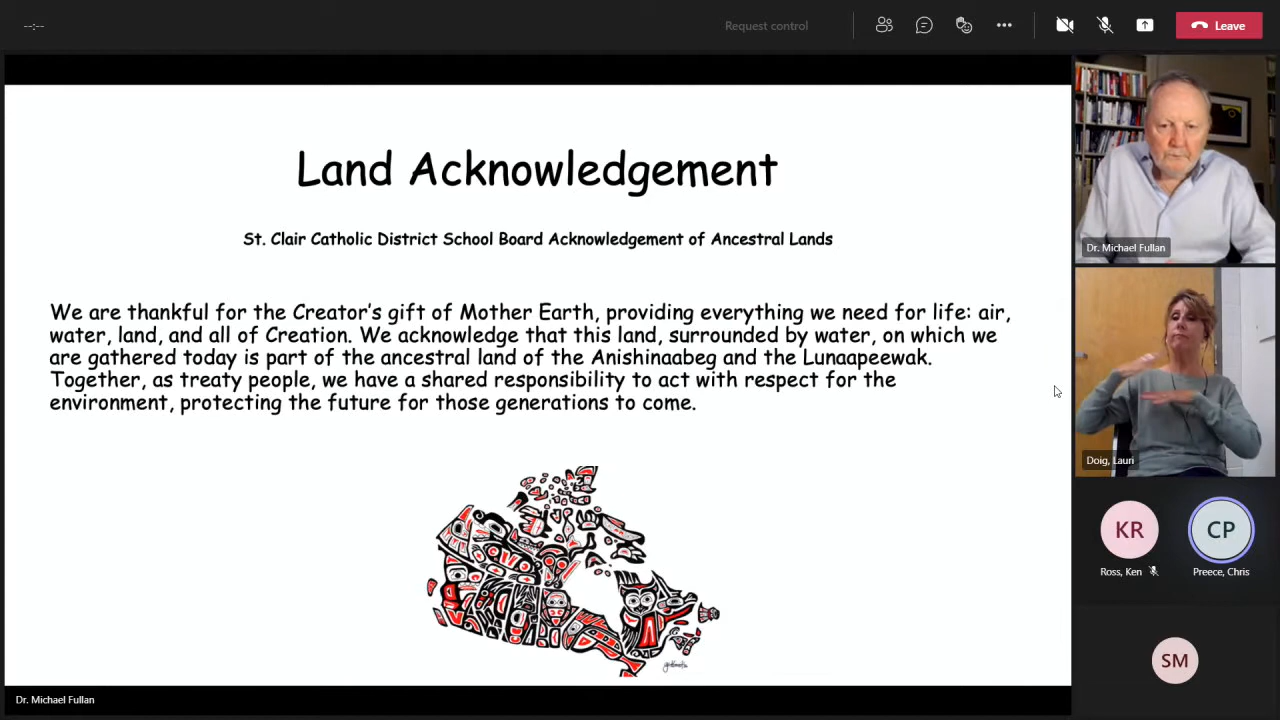 --:--
Request control
Leave
Land Acknowledgement
St. Clair Catholic District School Board Acknowledgement of Ancestral Lands
We are thankful for the Creator's gift of Mother Earth, providing everything we need for life: air,
water, land, and all of Creation. We acknowledge that this land, surrounded by water, on which we
are gathered today is part of the ancestral land of the Anishinaabeg and the Lunaapeewak.
Together, as treaty people, we have a shared responsibility to act with respect for the
environment, protecting the future for those generations to come.
Dr. Michael Fullan
Dr. Michael Fullan
Doig, Lauri
KR
CP
Ross, Ken
Preece, Chris
SM